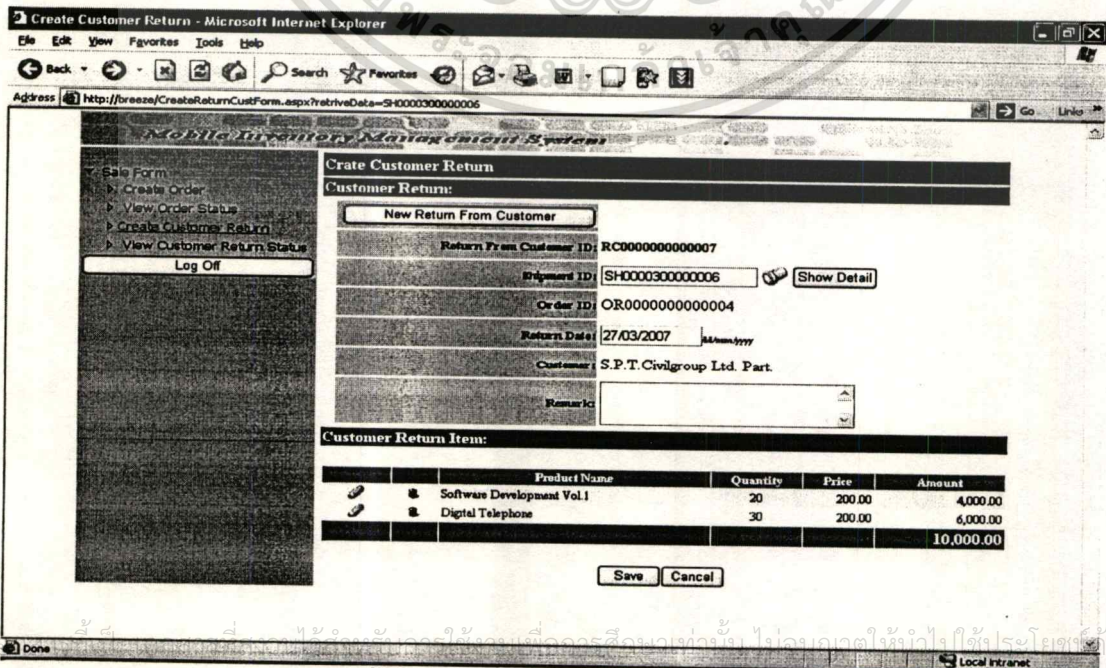 Create Customer Return - Microsoft Internet Explorer
File Edit View Favorites Tools Help
Back Search Favorites
Address http://breeze/CreateReturnCustForm.aspx?retriveData=SH0000300000006 Go Links
Mobile Inventory Management System
Sale Form
Create Order
View Order Status
Create Customer Return
View Customer Return Status
Log Off
Crate Customer Return
Customer Return:
New Return From Customer
Return From Customer ID: RC0000000000007
Shipment ID: SH0000300000006 Show Detail
Order ID: OR0000000000004
Return Date: 27/03/2007 dd/mm/yyyy
Customer: S.P.T.Civilgroup Ltd. Part.
Remark:
Customer Return Item:
Product Name Quantity Price Amount
Software Development Vol.1 20 200.00 4,000.00
Digital Telephone 30 200.00 6,000.00
10,000.00
Save Cancel
Done Local intranet